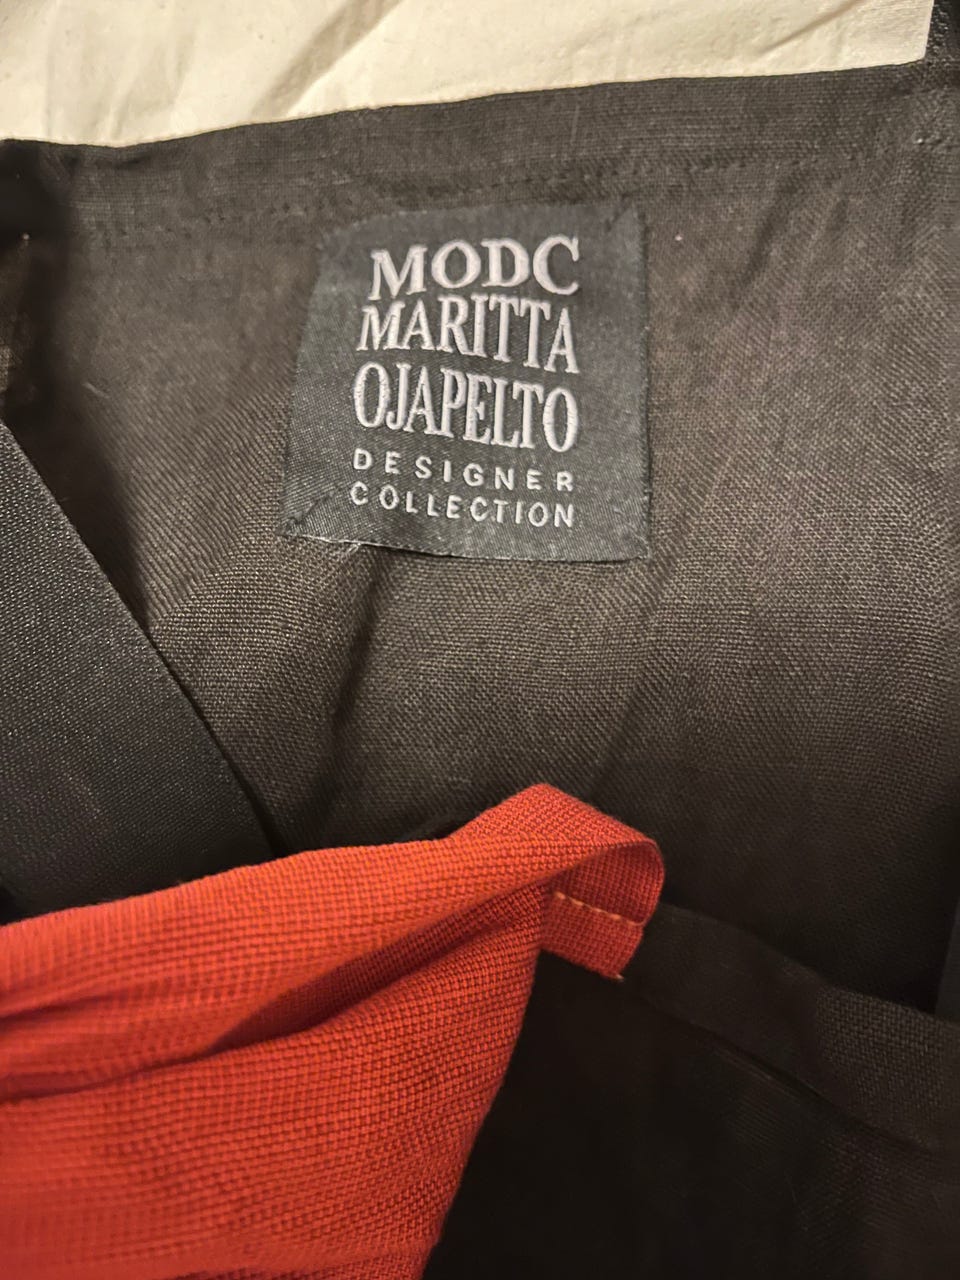 MODC
MARITTA
OJAPELTO
DESIGNER
COLLECTION